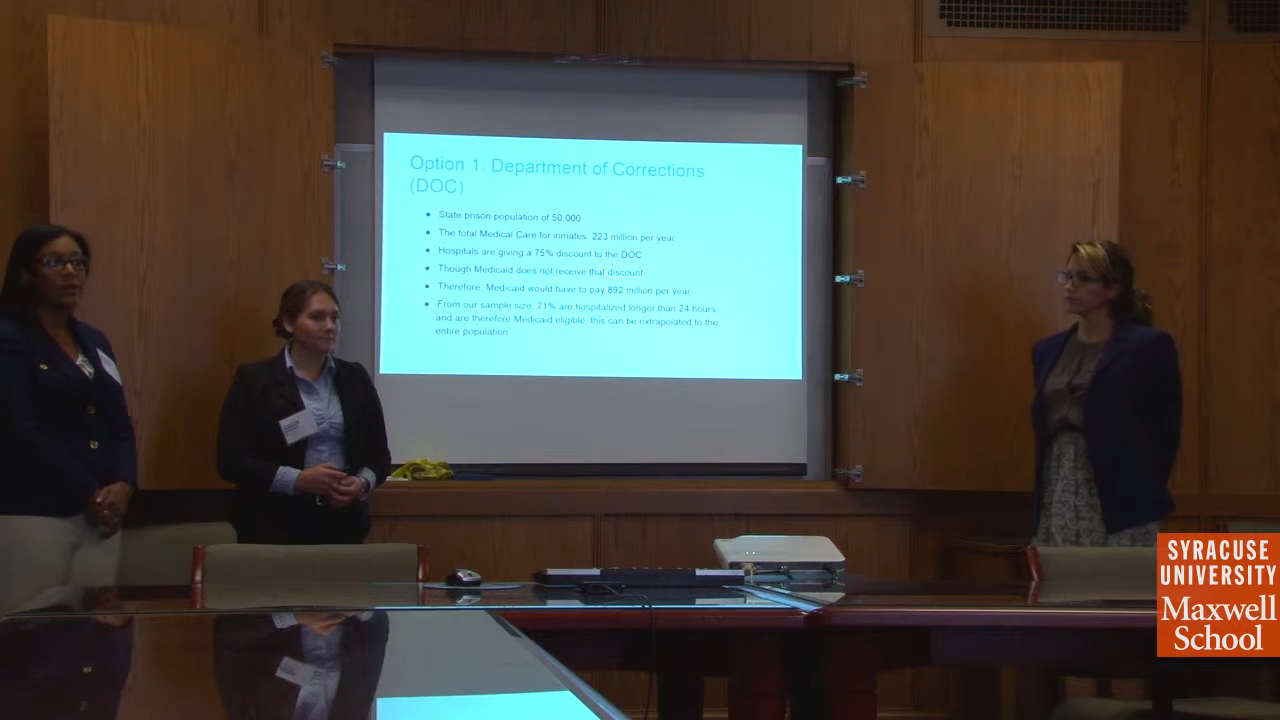 Option 1: Department of Corrections
(DOC)
• State prison population of 50,000
• The total Medical Care for inmates: 223 million per year
• Hospitals are giving a 75% discount to the DOC
• Though Medicaid does not receive that discount
• Therefore, Medicaid would have to pay 892 million per year
• From our sample size, 71% are hospitalized longer than 24 hours
and are therefore Medicaid eligible, this can be extrapolated to the
entire population
SYRACUSE
UNIVERSITY
Maxwell
School